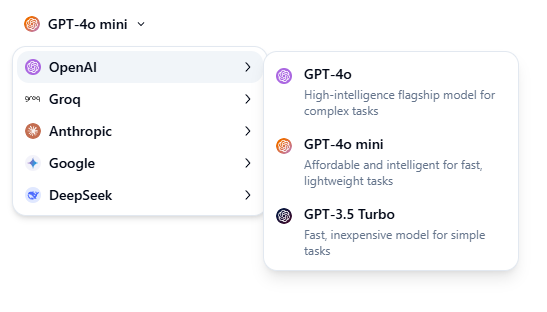 GPT-4o mini
OpenAI
groq Groq
Anthropic
Google
DeepSeek
GPT-4o
High-intelligence flagship model for
complex tasks
GPT-4o mini
Affordable and intelligent for fast,
lightweight tasks
GPT-3.5 Turbo
Fast, inexpensive model for simple
tasks